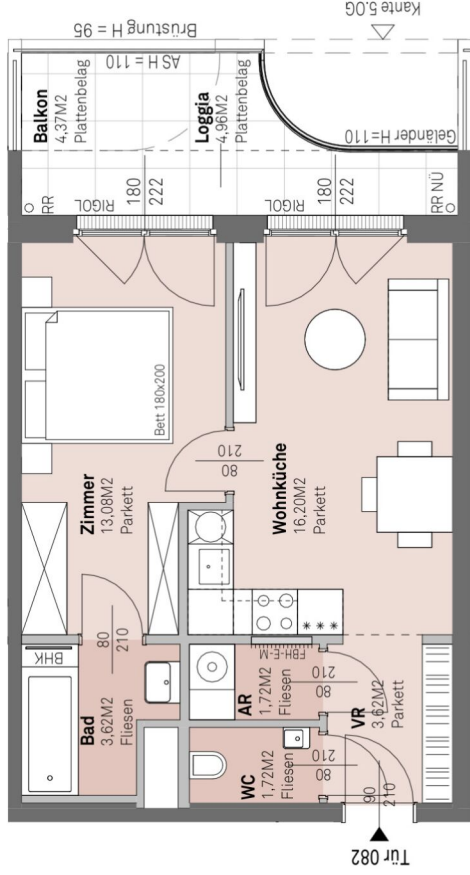 Kante 5.OG
Brüstung H = 95
AS H = 110
Balkon
4,37M2
Plattenbelag
Loggia
4,96M2
Plattenbelag
Geländer H=110
RR
RIGOL
180
222
RIGOL
180
222
RR NÜ
Bett 180x200
Zimmer
13,08M2
Parkett
80
210
Wohnküche
16,20M2
Parkett
80
210
BHK
Bad
3,62M2
Fliesen
FBH-E-M
AR
1,72M2
Fliesen
80
210
VR
3,62M2
Parkett
WC
1,72M2
Fliesen
80
210
90
210
***
Tür 082